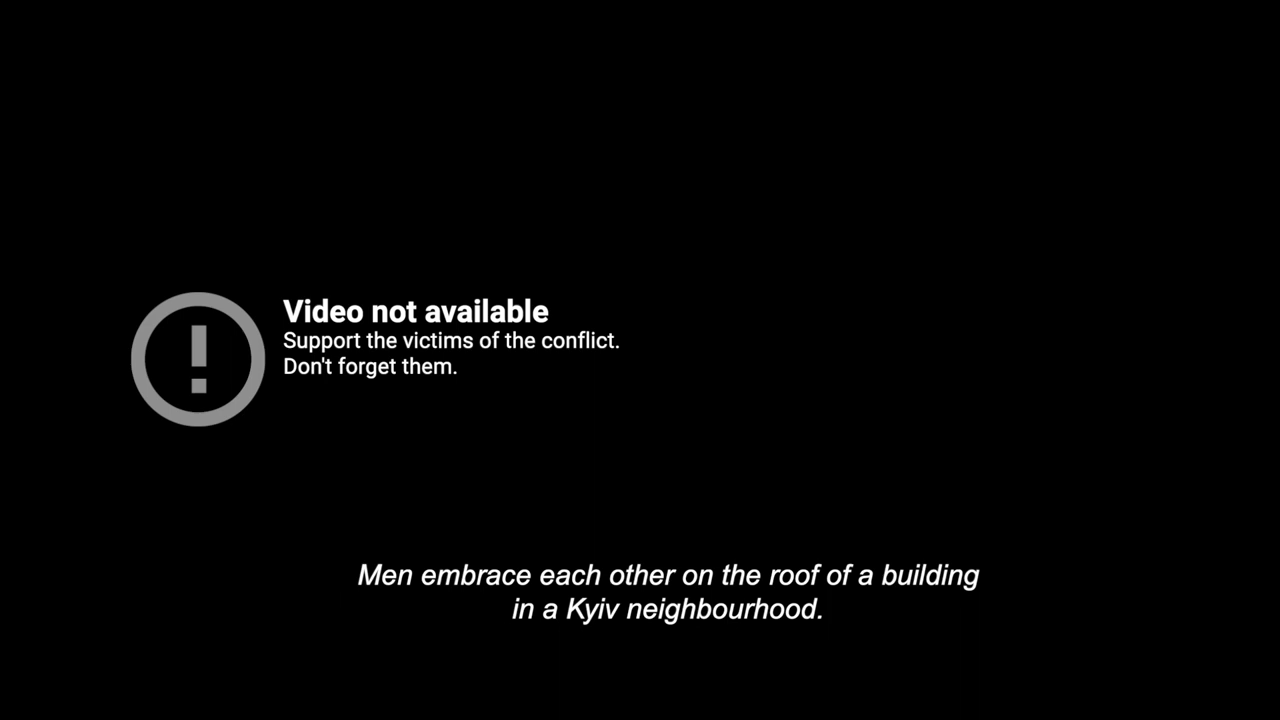 Video not available
Support the victims of the conflict.
Don't forget them.
Men embrace each other on the roof of a building
in a Kyiv neighbourhood.